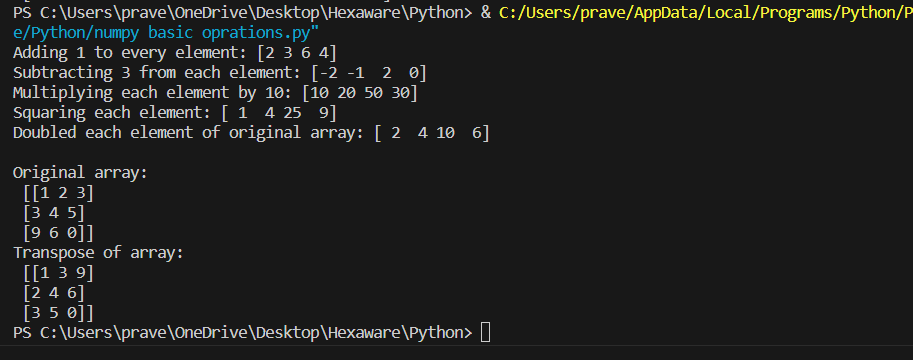 PS C:\Users\prave\OneDrive\Desktop\Hexaware\Python> & C:/Users/prave/AppData/Local/Programs/Python/P
e/Python/numpy basic oprations.py"
Adding 1 to every element: [2 3 6 4]
Subtracting 3 from each element: [-2 -1  2  0]
Multiplying each element by 10: [10 20 50 30]
Squaring each element: [ 1  4 25  9]
Doubled each element of original array: [ 2  4 10  6]

Original array:
 [[1 2 3]
 [3 4 5]
 [9 6 0]]
Transpose of array:
 [[1 3 9]
 [2 4 6]
 [3 5 0]]
PS C:\Users\prave\OneDrive\Desktop\Hexaware\Python>